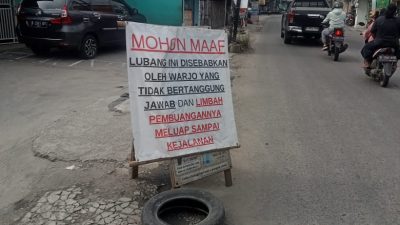 MOHON MAAF
LUBANG INI DISEBABKAN
OLEH WARJO YANG
TIDAK BERTANGGUNG
JAWAB DAN LIMBAH
PEMBUANGANNYA
MELUAP SAMPAI
KEJALANAN